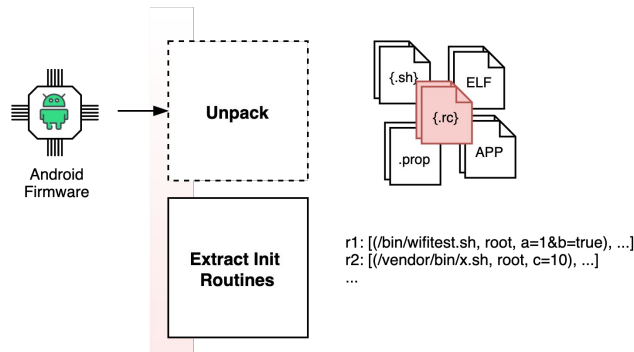 Android
Firmware
Unpack
{.sh}
ELF
{.rc}
.prop
APP
Extract Init
Routines
r1: [(/bin/wifitest.sh, root, a=1&b=true), ...]
r2: [(/vendor/bin/x.sh, root, c=10), ...]
...